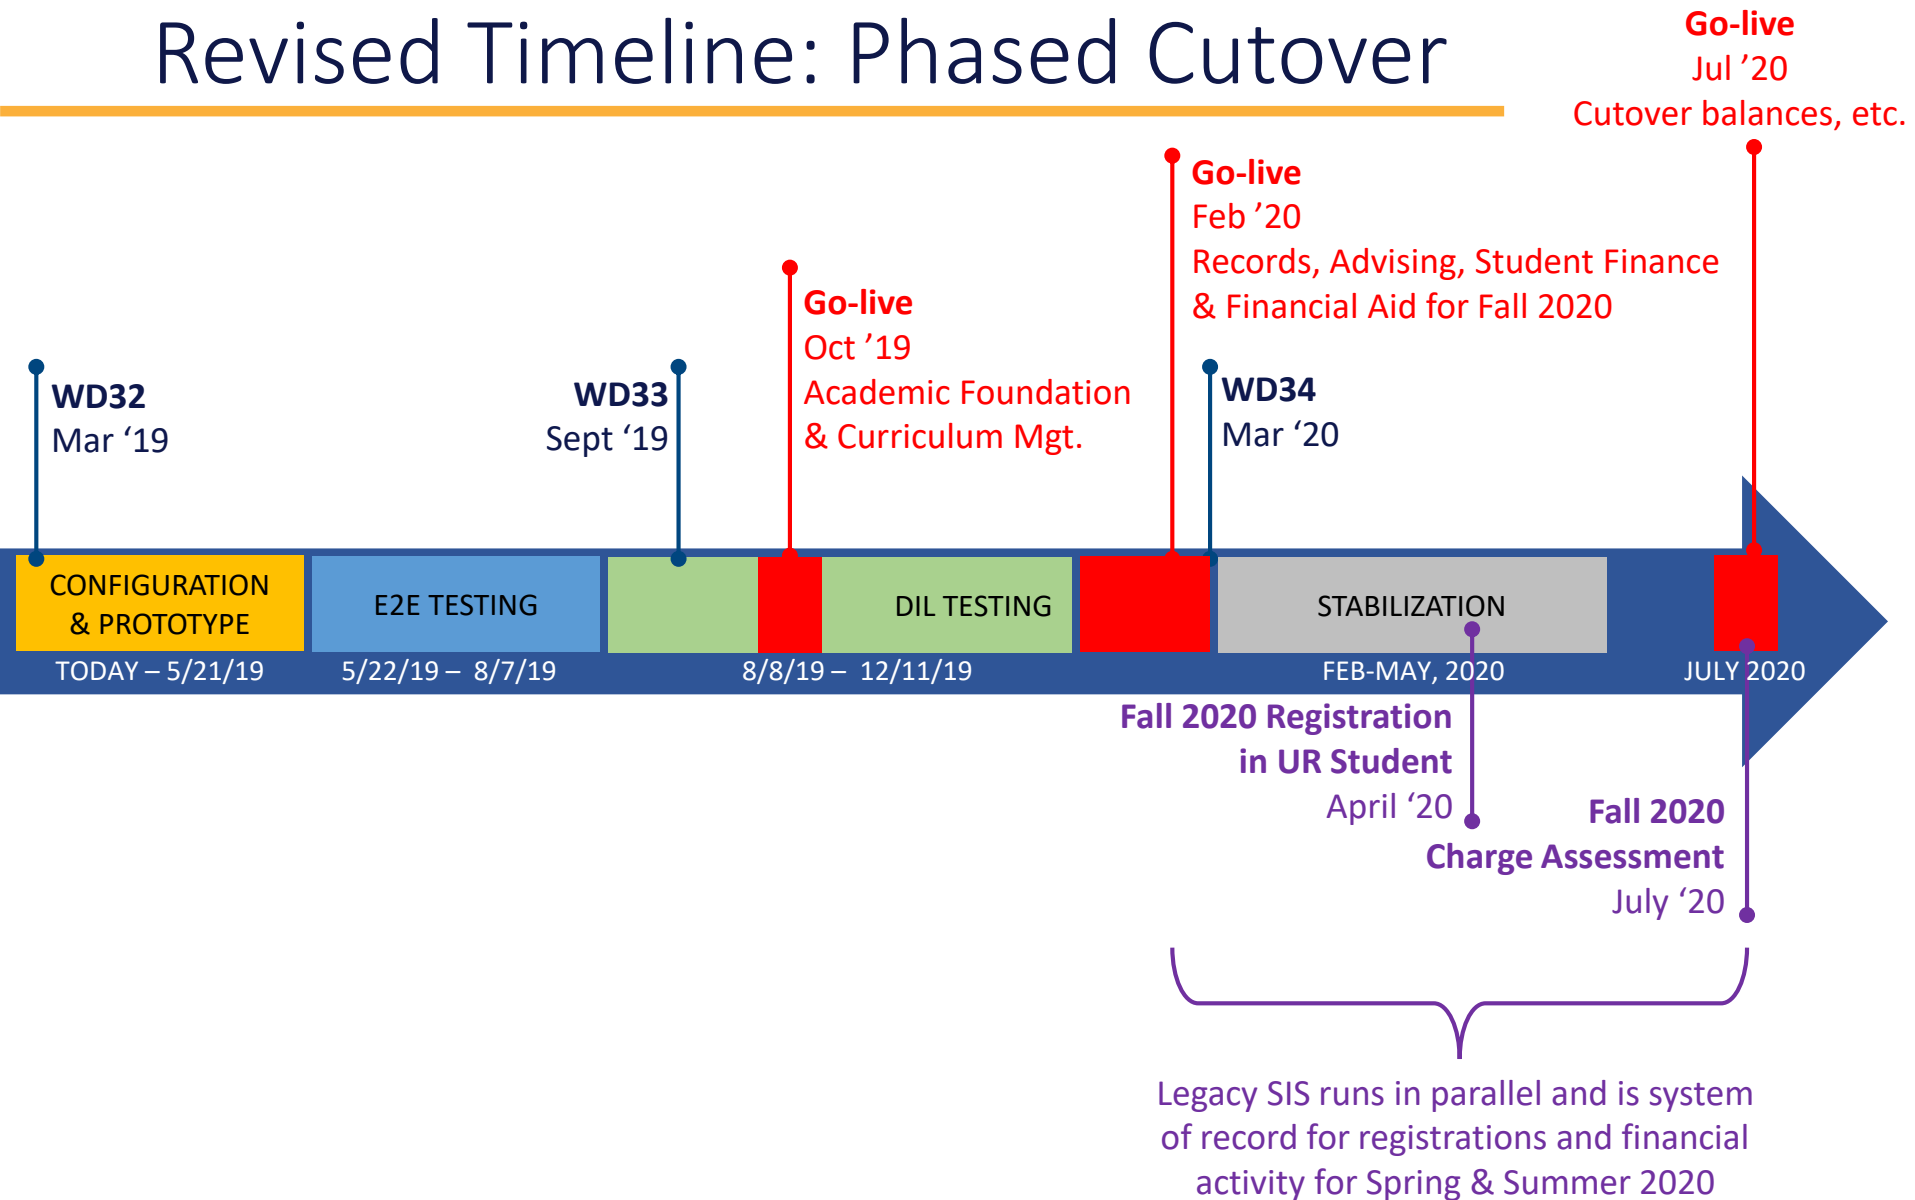 Revised Timeline: Phased Cutover
Go-live
Jul ’20
Cutover balances, etc.
Go-live
Feb ’20
Records, Advising, Student Finance
& Financial Aid for Fall 2020
Go-live
Oct ’19
Academic Foundation
& Curriculum Mgt.
WD32
Mar ‘19
WD33
Sept ‘19
WD34
Mar ‘20
CONFIGURATION
& PROTOTYPE
E2E TESTING
DIL TESTING
STABILIZATION
TODAY – 5/21/19
5/22/19 – 8/7/19
8/8/19 – 12/11/19
FEB-MAY, 2020
JULY 2020
Fall 2020 Registration
in UR Student
April ‘20
Fall 2020
Charge Assessment
July ‘20
Legacy SIS runs in parallel and is system
of record for registrations and financial
activity for Spring & Summer 2020